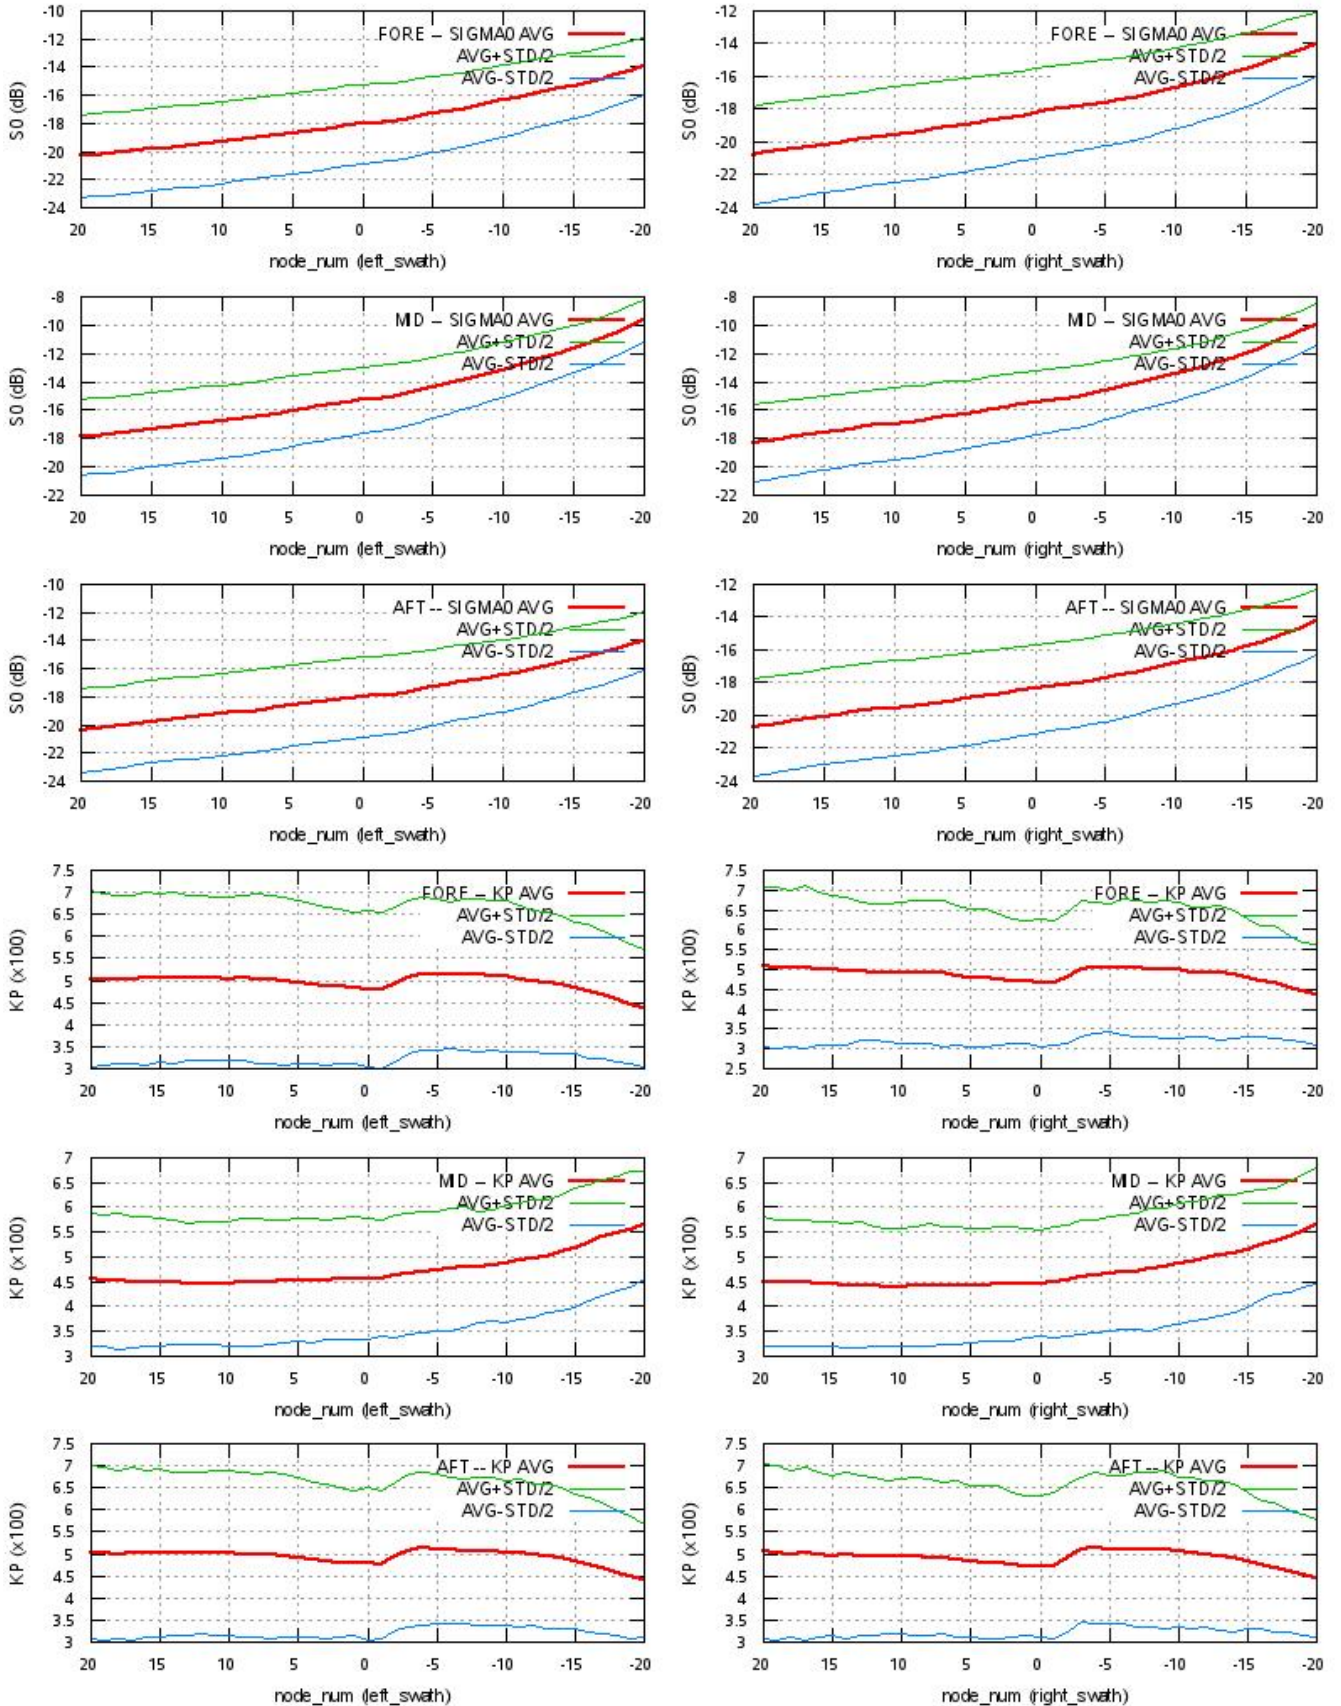 -10
-12
-14
-16
-18
-20
-22
-24
S0 (dB)
FORE -- SIGMA0 AVG
AVG+STD/2
AVG-STD/2
20 15 10 5 0 -5 -10 -15 -20
node_num (left_swath)
-12
-14
-16
-18
-20
-22
-24
S0 (dB)
FORE -- SIGMA0 AVG
AVG+STD/2
AVG-STD/2
20 15 10 5 0 -5 -10 -15 -20
node_num (right_swath)
-8
-10
-12
-14
-16
-18
-20
-22
S0 (dB)
MID -- SIGMA0 AVG
AVG+STD/2
AVG-STD/2
20 15 10 5 0 -5 -10 -15 -20
node_num (left_swath)
-8
-10
-12
-14
-16
-18
-20
-22
S0 (dB)
MID -- SIGMA0 AVG
AVG+STD/2
AVG-STD/2
20 15 10 5 0 -5 -10 -15 -20
node_num (right_swath)
-10
-12
-14
-16
-18
-20
-22
-24
S0 (dB)
AFT -- SIGMA0 AVG
AVG+STD/2
AVG-STD/2
20 15 10 5 0 -5 -10 -15 -20
node_num (left_swath)
-12
-14
-16
-18
-20
-22
-24
S0 (dB)
AFT -- SIGMA0 AVG
AVG+STD/2
AVG-STD/2
20 15 10 5 0 -5 -10 -15 -20
node_num (right_swath)
7.5
7
6.5
6
5.5
5
4.5
4
3.5
3
KP (x100)
FORE -- KP AVG
AVG+STD/2
AVG-STD/2
20 15 10 5 0 -5 -10 -15 -20
node_num (left_swath)
7.5
7
6.5
6
5.5
5
4.5
4
3.5
3
2.5
KP (x100)
FORE -- KP AVG
AVG+STD/2
AVG-STD/2
20 15 10 5 0 -5 -10 -15 -20
node_num (right_swath)
7
6.5
6
5.5
5
4.5
4
3.5
3
KP (x100)
MID -- KP AVG
AVG+STD/2
AVG-STD/2
20 15 10 5 0 -5 -10 -15 -20
node_num (left_swath)
7
6.5
6
5.5
5
4.5
4
3.5
3
KP (x100)
MID -- KP AVG
AVG+STD/2
AVG-STD/2
20 15 10 5 0 -5 -10 -15 -20
node_num (right_swath)
7.5
7
6.5
6
5.5
5
4.5
4
3.5
3
KP (x100)
AFT -- KP AVG
AVG+STD/2
AVG-STD/2
20 15 10 5 0 -5 -10 -15 -20
node_num (left_swath)
7.5
7
6.5
6
5.5
5
4.5
4
3.5
3
KP (x100)
AFT -- KP AVG
AVG+STD/2
AVG-STD/2
20 15 10 5 0 -5 -10 -15 -20
node_num (right_swath)